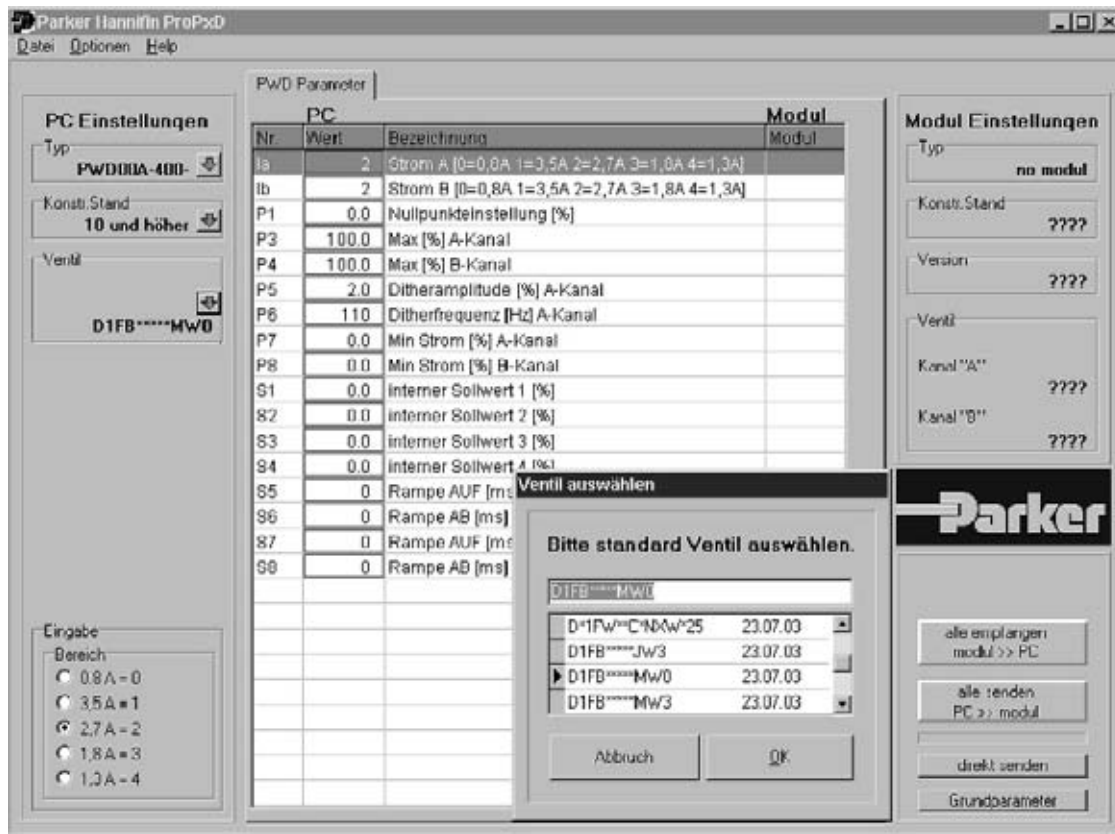 Parker Hannifin ProPxD
Datei Optionen Help
PC Einstellungen
Typ
PWD00A-400-
Konstr.Stand
10 und höher
Ventil
D1FB*****MW0
Eingabe
Bereich
0.8 A = 0
3,5 A = 1
2,7 A = 2
1,8 A = 3
1,3 A = 4
PWD Parameter
PC Modul
Nr. Wert Bezeichnung Modul
Ia 2 Strom A [0=0,8A 1=3,5A 2=2,7A 3=1,8A 4=1,3A]
Ib 2 Strom B [0=0,8A 1=3,5A 2=2,7A 3=1,8A 4=1,3A]
P1 0.0 Nullpunkteinstellung [%]
P3 100.0 Max [%] A-Kanal
P4 100.0 Max [%] B-Kanal
P5 2.0 Ditheramplitude [%] A-Kanal
P6 110 Ditherfrequenz [Hz] A-Kanal
P7 0.0 Min Strom [%] A-Kanal
P8 0.0 Min Strom [%] B-Kanal
S1 0.0 interner Sollwert 1 [%]
S2 0.0 interner Sollwert 2 [%]
S3 0.0 interner Sollwert 3 [%]
S4 0.0 interner Sollwert 4 [%]
S5 0 Rampe AUF [ms
S6 0 Rampe AB [ms]
S7 0 Rampe AUF [ms
S8 0 Rampe AB [ms]
Ventil auswählen
Bitte standard Ventil auswählen.
D1FB*****MW0
D*1FW**C*NXW*25 23.07.03
D1FB*****JW3 23.07.03
D1FB*****MW0 23.07.03
D1FB*****MW3 23.07.03
Abbruch OK
Modul Einstellungen
Typ
no modul
Konstr.Stand
????
Version
????
Ventil
Kanal "A"
????
Kanal "B"
????
Parker
alle empfangen
modul >> PC
alle senden
PC >> modul
direkt senden
Grundparameter